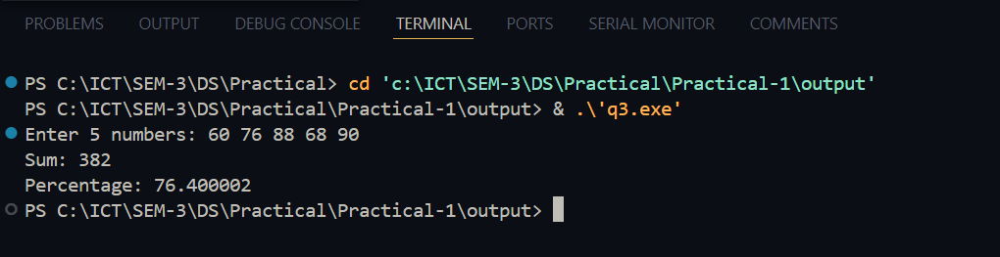 PROBLEMS OUTPUT DEBUG CONSOLE TERMINAL PORTS SERIAL MONITOR COMMENTS
PS C:\ICT\SEM-3\DS\Practical> cd 'c:\ICT\SEM-3\DS\Practical\Practical-1\output'
PS C:\ICT\SEM-3\DS\Practical\Practical-1\output> & .\'q3.exe'
Enter 5 numbers: 60 76 88 68 90
Sum: 382
Percentage: 76.400002
PS C:\ICT\SEM-3\DS\Practical\Practical-1\output>